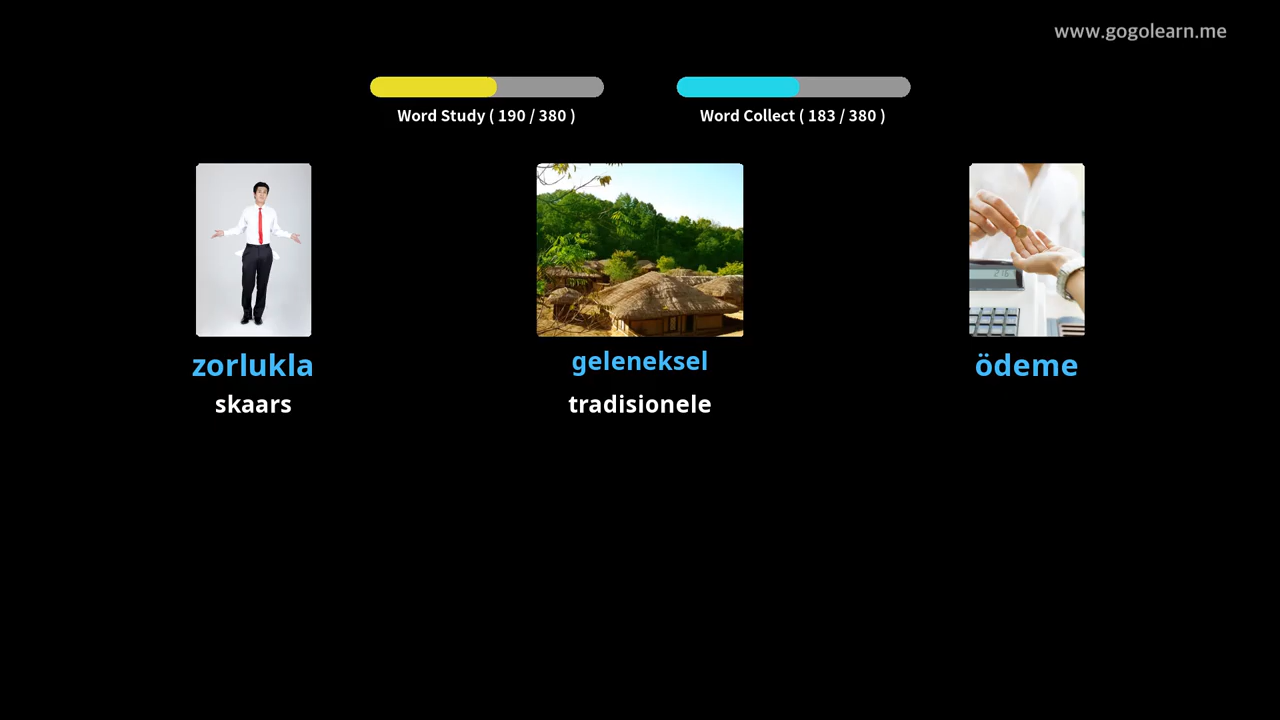 www.gogolearn.me
Word Study ( 190 / 380 )
Word Collect ( 183 / 380 )
zorlukla
geleneksel
ödeme
skaars
tradisionele